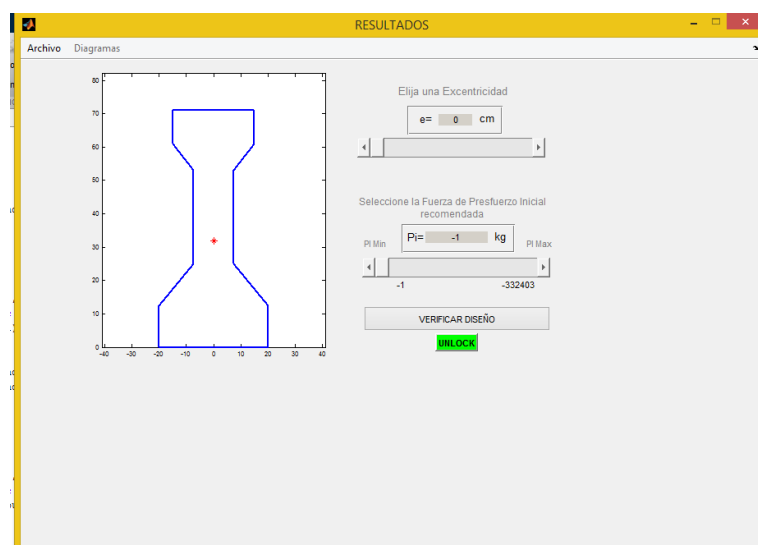 RESULTADOS
Archivo Diagramas
Elija una Excentricidad
e= 0 cm
Seleccione la Fuerza de Presfuerzo Inicial
recomendada
PI Min Pi= -1 kg PI Max
-1 -332403
VERIFICAR DISEÑO
UNLOCK
80
70
60
50
40
30
20
10
0
-40 -30 -20 -10 0 10 20 30 40